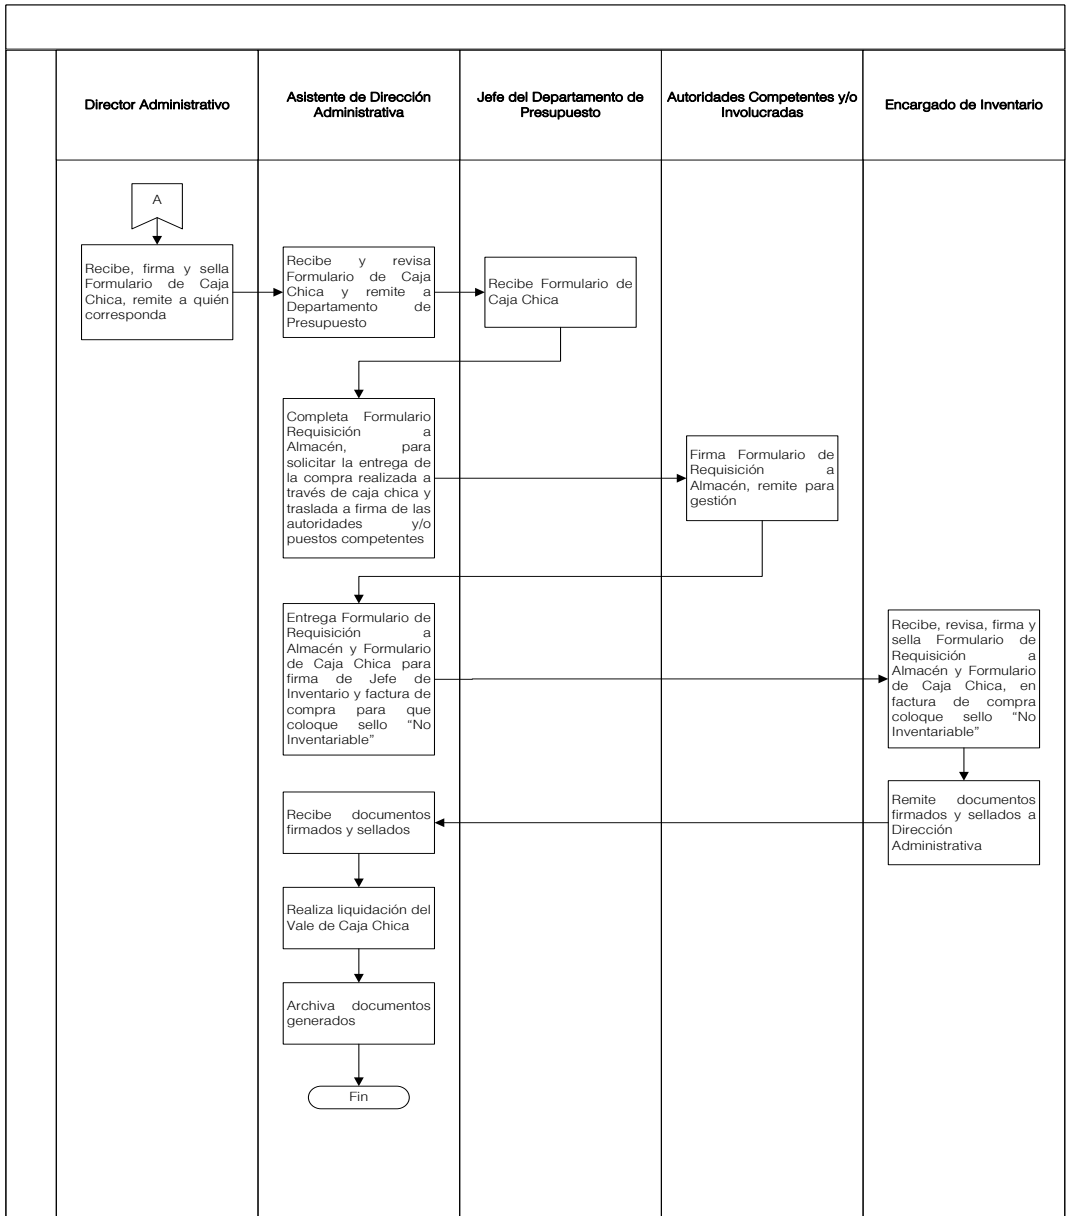 Director Administrativo
Asistente de Dirección
Administrativa
Jefe del Departamento de
Presupuesto
Autoridades Competentes y/o
Involucradas
Encargado de Inventario
A
Recibe, firma y sella
Formulario de Caja
Chica, remite a quién
corresponda
Recibe y revisa
Formulario de Caja
Chica y remite a
Departamento de
Presupuesto
Recibe Formulario de
Caja Chica
Completa Formulario
Requisición a
Almacén, para
solicitar la entrega de
la compra realizada a
través de caja chica y
traslada a firma de las
autoridades y/o
puestos competentes
Firma Formulario de
Requisición a
Almacén, remite para
gestión
Entrega Formulario de
Requisición a
Almacén y Formulario
de Caja Chica para
firma de Jefe de
Inventario y factura de
compra para que
coloque sello “No
Inventariable”
Recibe, revisa, firma y
sella Formulario de
Requisición a
Almacén y Formulario
de Caja Chica, en
factura de compra
coloque sello “No
Inventariable”
Remite documentos
firmados y sellados a
Dirección
Administrativa
Recibe documentos
firmados y sellados
Realiza liquidación del
Vale de Caja Chica
Archiva documentos
generados
Fin